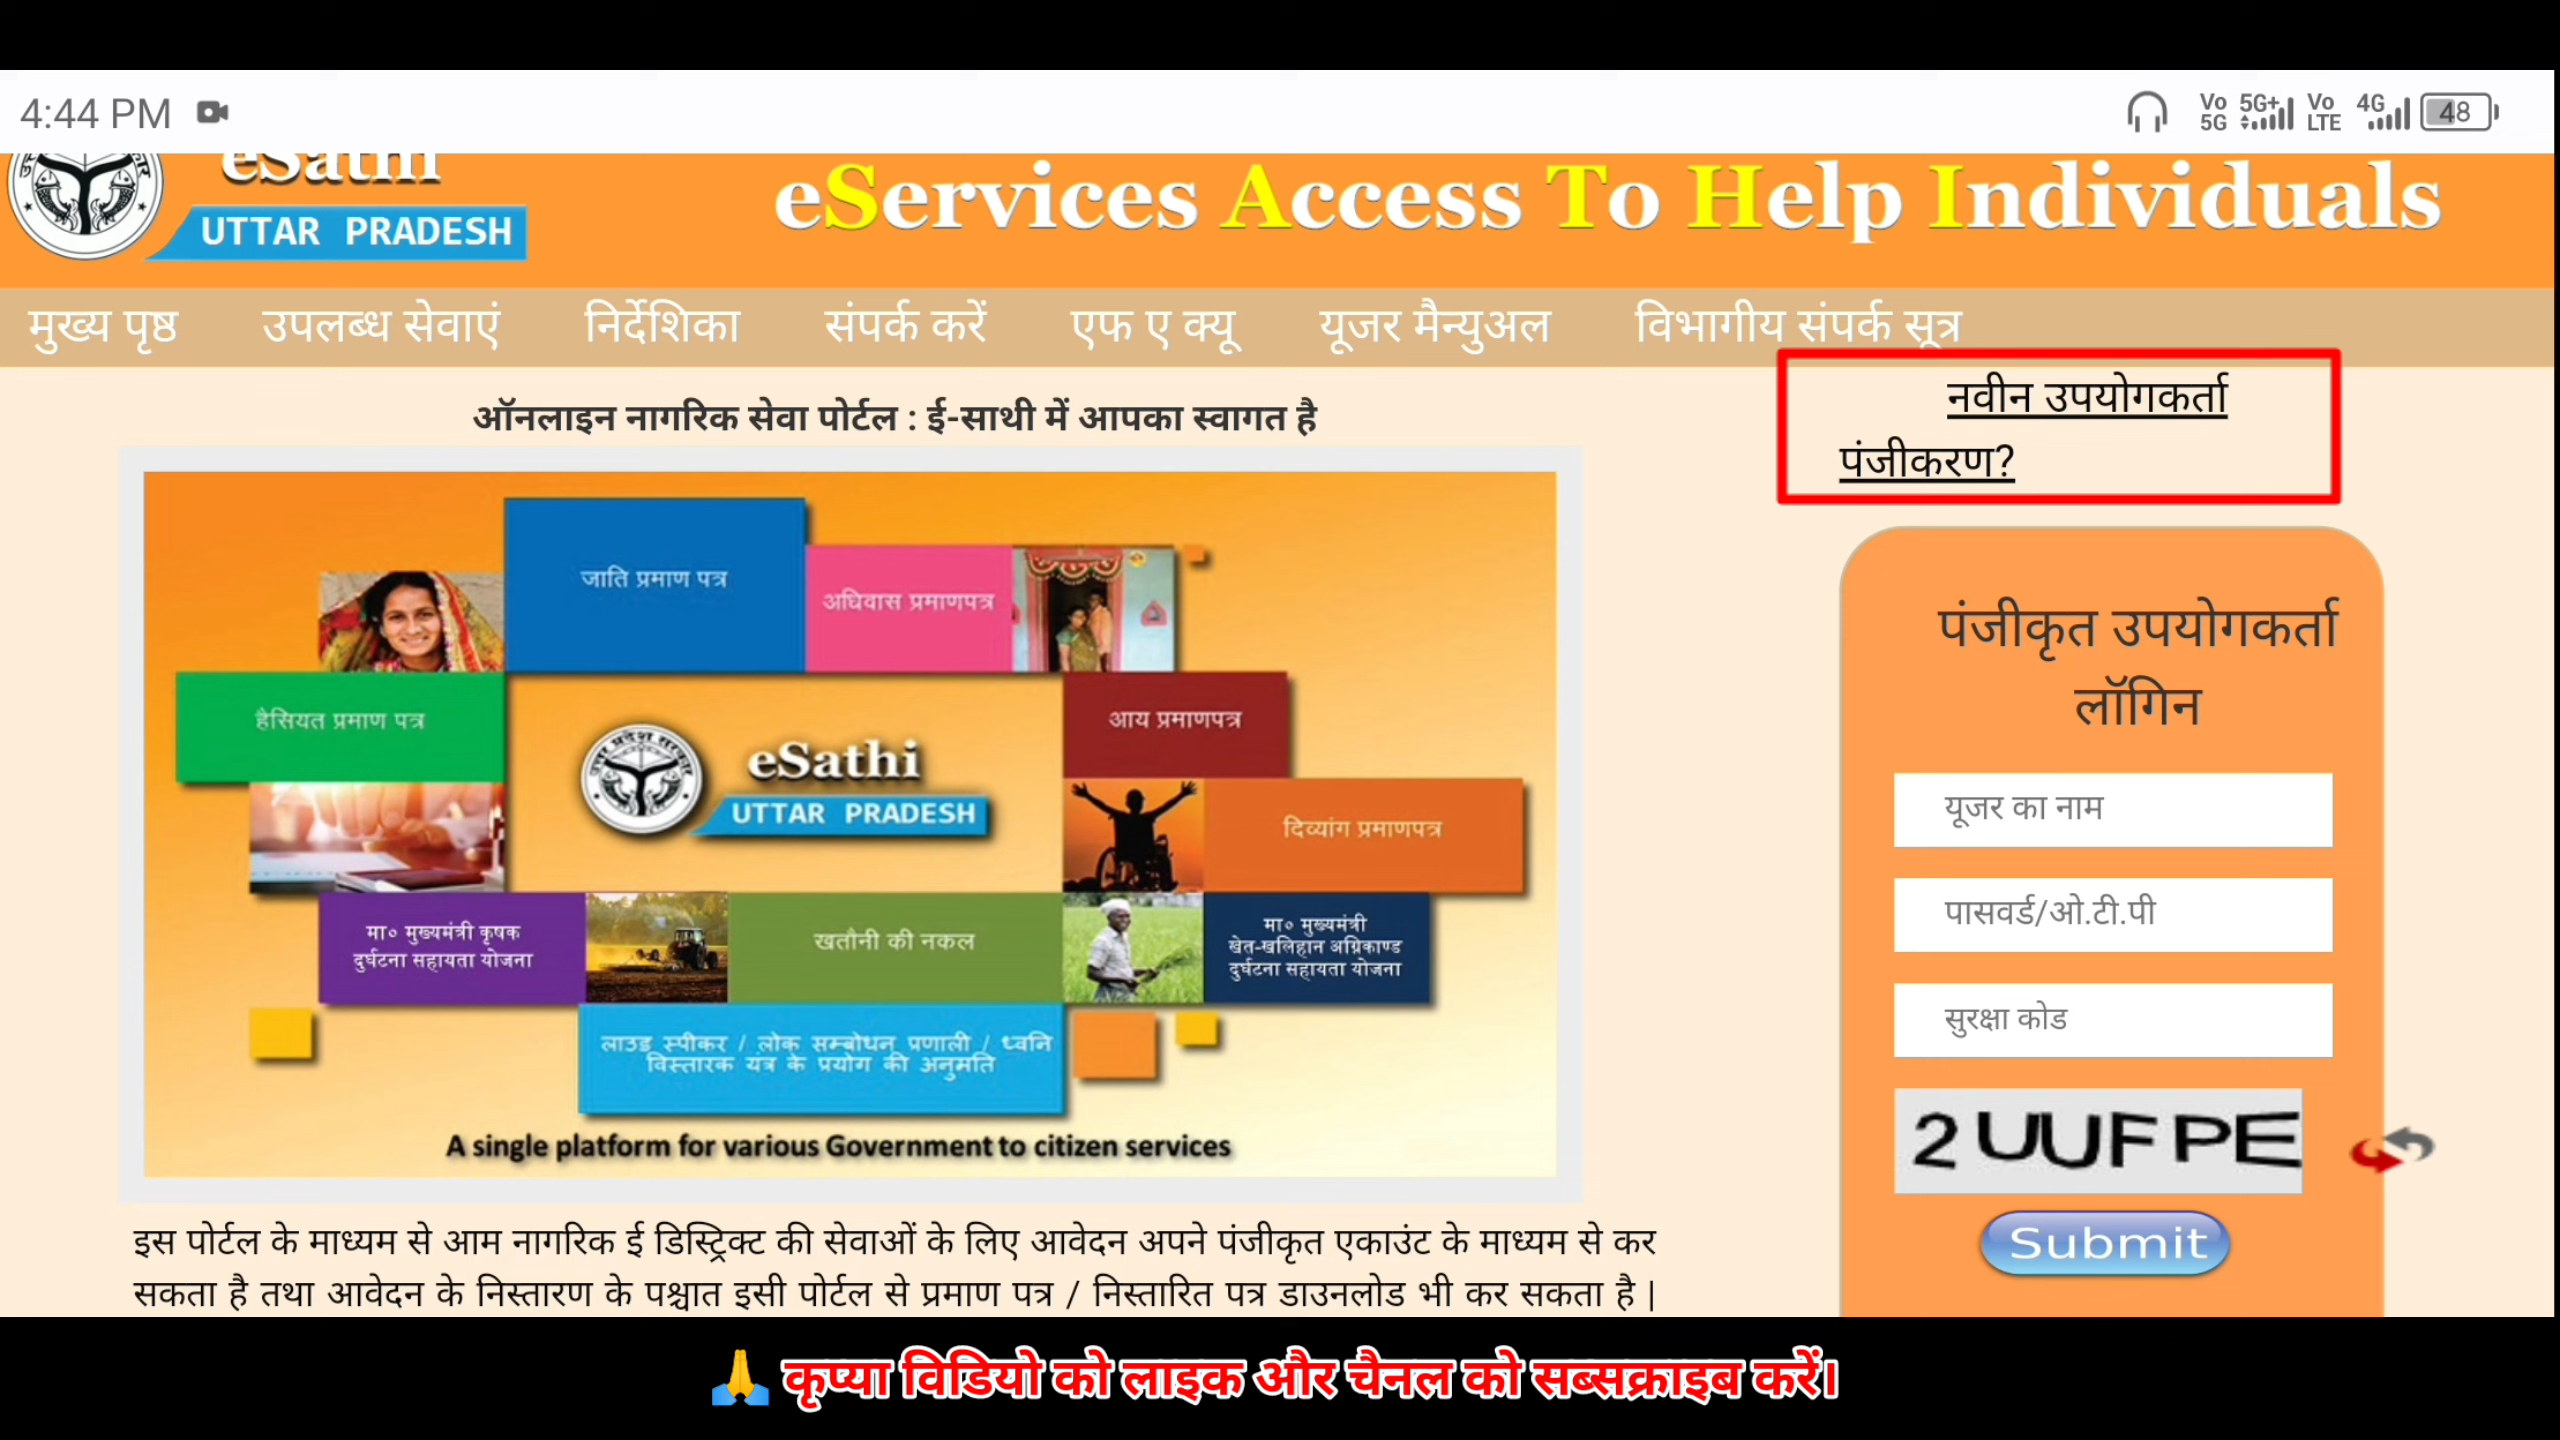 4:44 PM
Vo 5G 5G+ Vo LTE 4G 48
eSathi
UTTAR PRADESH
eServices Access To Help Individuals
मुख्य पृष्ठ उपलब्ध सेवाएं निर्देशिका संपर्क करें एफ ए क्यू यूजर मैन्युअल विभागीय संपर्क सूत्र
नवीन उपयोगकर्ता
पंजीकरण?
ऑनलाइन नागरिक सेवा पोर्टल : ई-साथी में आपका स्वागत है
जाति प्रमाण पत्र
अधिवास प्रमाणपत्र
हैसियत प्रमाण पत्र
आय प्रमाणपत्र
उत्तर प्रदेश सरकार
eSathi
UTTAR PRADESH
दिव्यांग प्रमाणपत्र
मा० मुख्यमंत्री कृषक
दुर्घटना सहायता योजना
खतौनी की नकल
मा० मुख्यमंत्री
खेत-खलिहान अग्निकाण्ड
दुर्घटना सहायता योजना
लाउड स्पीकर / लोक सम्बोधन प्रणाली / ध्वनि
विस्तारक यंत्र के प्रयोग की अनुमति
A single platform for various Government to citizen services
पंजीकृत उपयोगकर्ता
लॉगिन
यूजर का नाम
पासवर्ड/ओ.टी.पी
सुरक्षा कोड
2UUFPE
Submit
इस पोर्टल के माध्यम से आम नागरिक ई डिस्ट्रिक्ट की सेवाओं के लिए आवेदन अपने पंजीकृत एकाउंट के माध्यम से कर
सकता है तथा आवेदन के निस्तारण के पश्चात इसी पोर्टल से प्रमाण पत्र / निस्तारित पत्र डाउनलोड भी कर सकता है |
🙏 कृप्या विडियो को लाइक और चैनल को सब्सक्राइब करें।